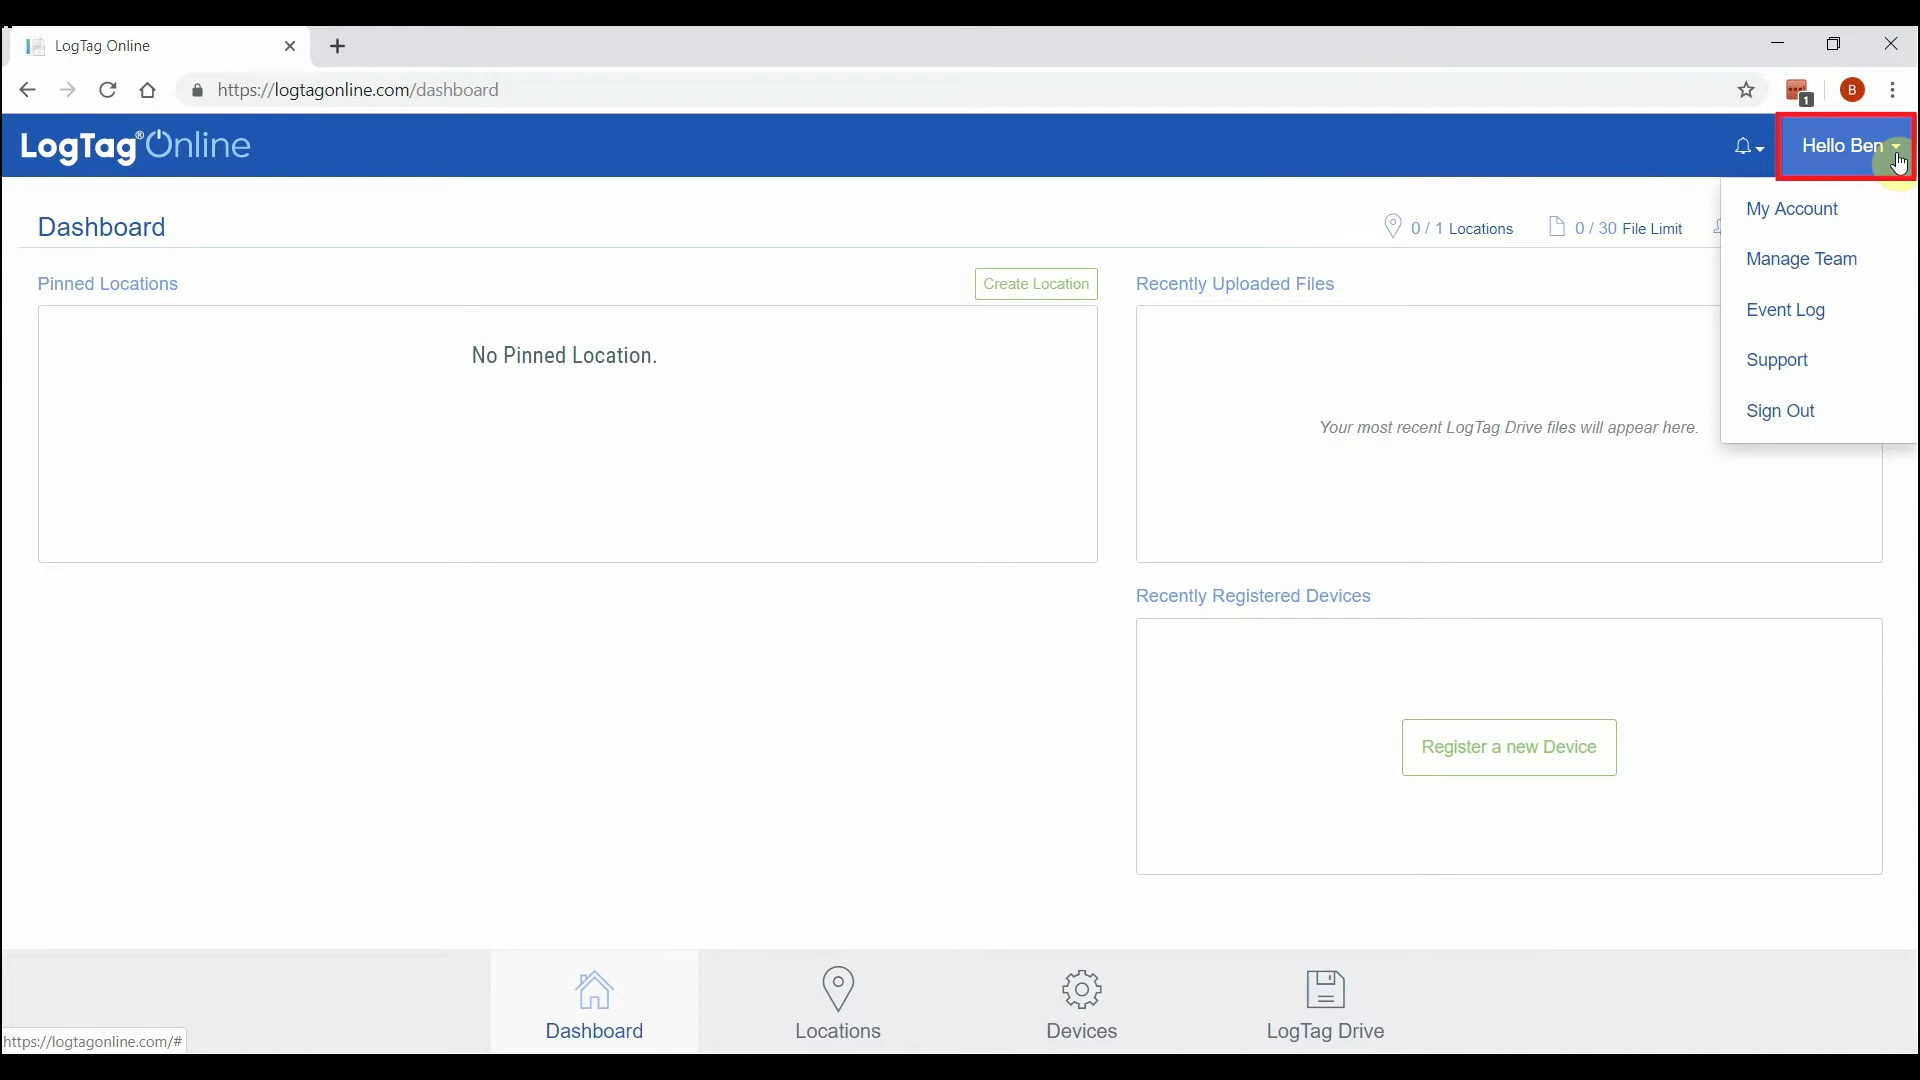 LogTag Online
https://logtagonline.com/dashboard
1
B
LogTag®Online
Hello Ben
Dashboard
0 / 1 Locations
0 / 30 File Limit
My Account
Manage Team
Event Log
Support
Sign Out
Pinned Locations
Create Location
No Pinned Location.
Recently Uploaded Files
Your most recent LogTag Drive files will appear here.
Recently Registered Devices
Register a new Device
Dashboard
Locations
Devices
LogTag Drive
https://logtagonline.com/#